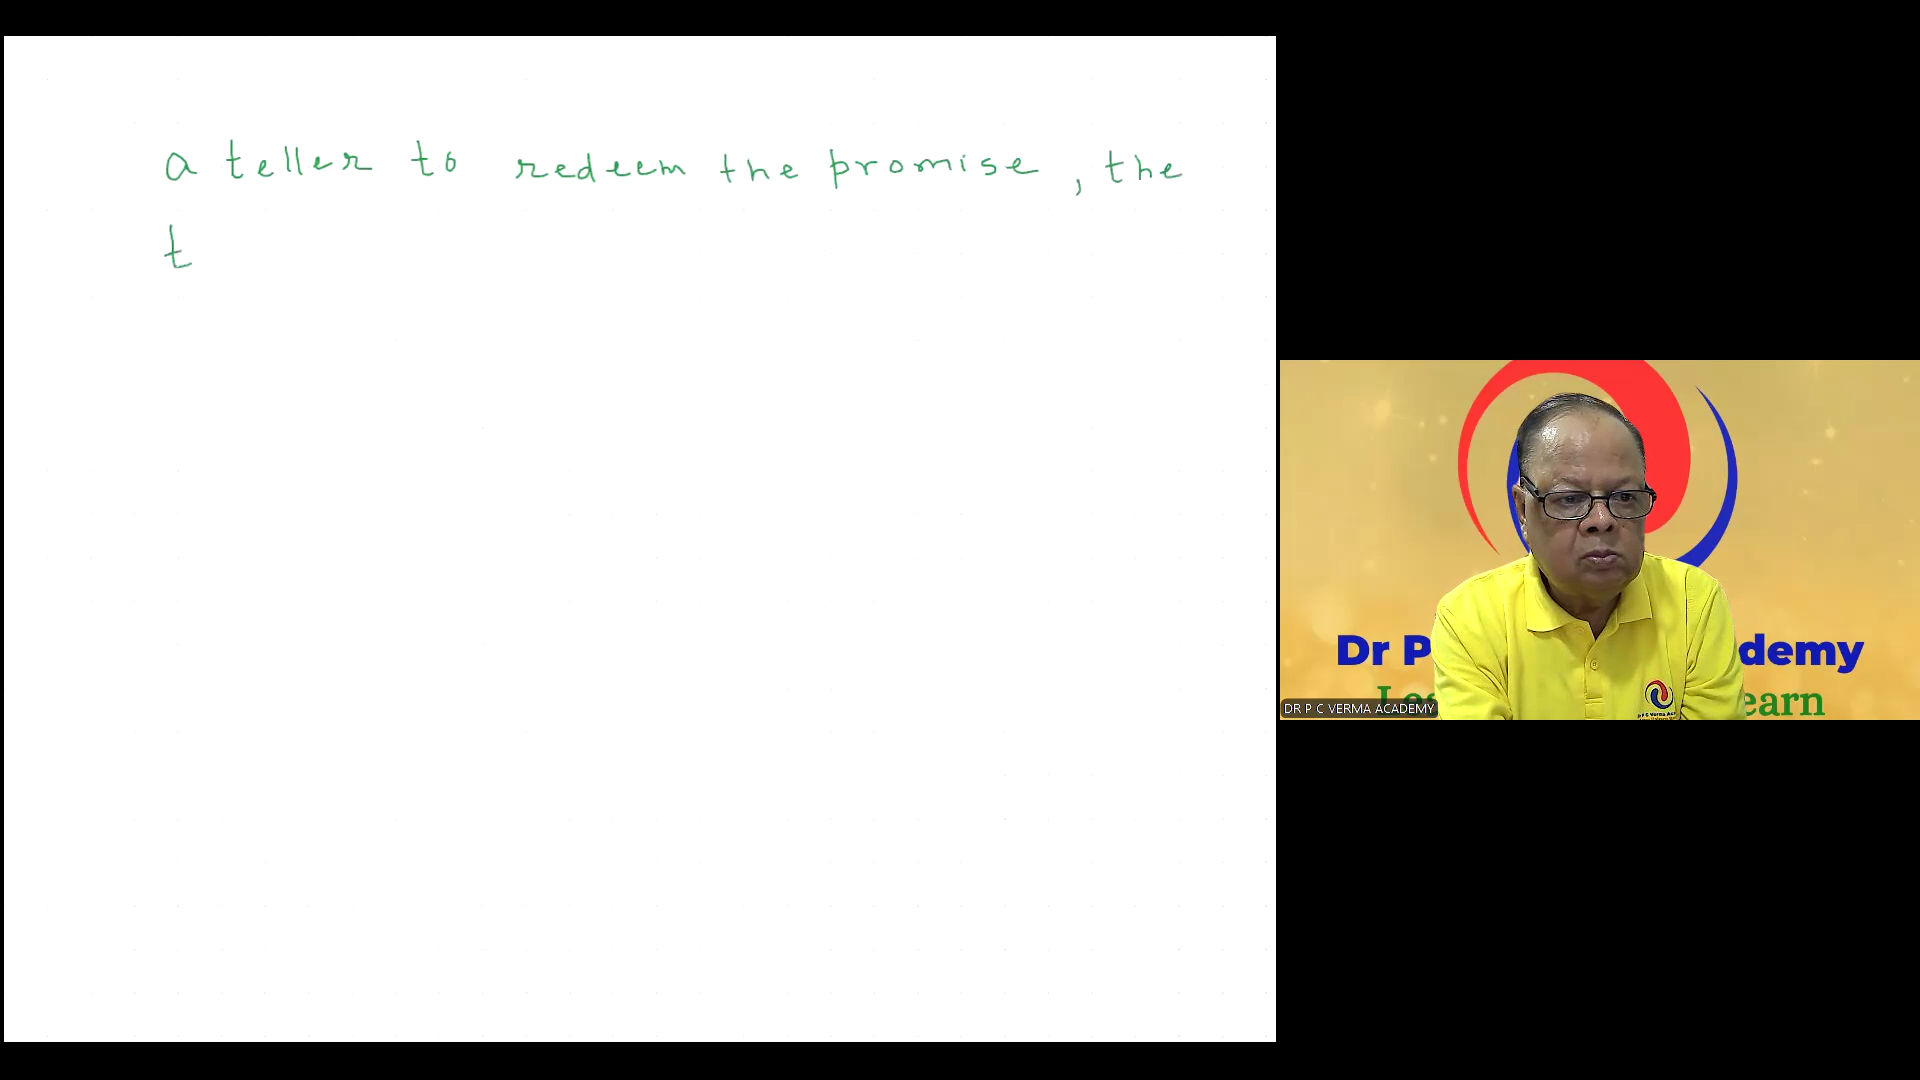 a teller to redeem the promise, the
t
Dr P demy
earn
DR P C VERMA ACADEMY